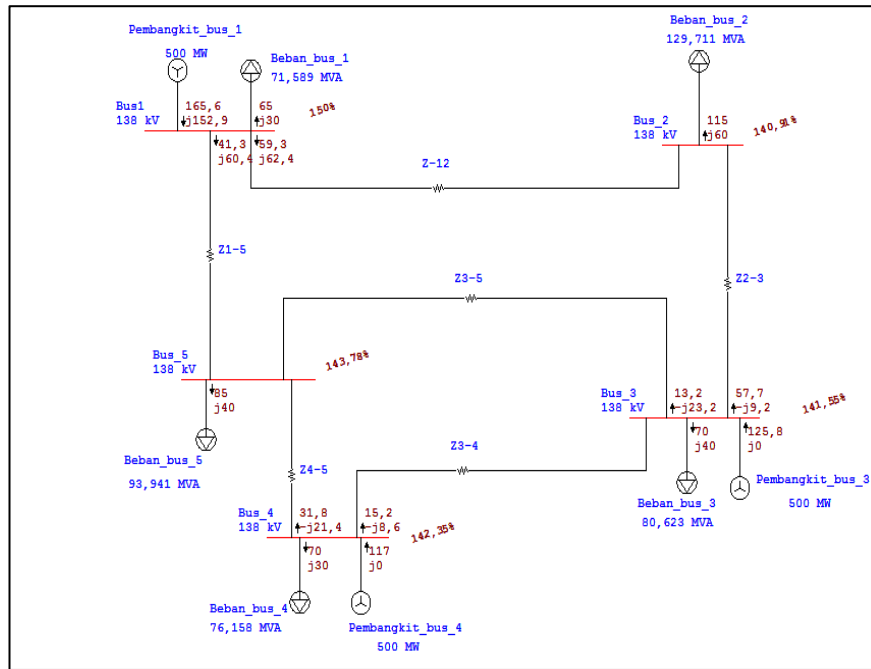 Pembangkit_bus_1
500 MW
Beban_bus_1
71,589 MVA
Beban_bus_2
129,711 MVA
Bus1
138 kV
165,6
j152,9
65
j30
150%
41,3
j60,4
59,3
j62,4
Bus_2
138 kV
115
j60
140,91%
Z-12
Z1-5
Z3-5
Z2-3
Bus_5
138 kV
143,78%
85
j40
Beban_bus_5
93,941 MVA
Bus_3
138 kV
13,2
-j23,2
57,7
-j9,2
141,55%
70
j40
125,8
j0
Z3-4
Z4-5
Beban_bus_3
80,623 MVA
Pembangkit_bus_3
500 MW
Bus_4
138 kV
31,8
-j21,4
15,2
-j8,6
142,35%
70
j30
117
j0
Beban_bus_4
76,158 MVA
Pembangkit_bus_4
500 MW